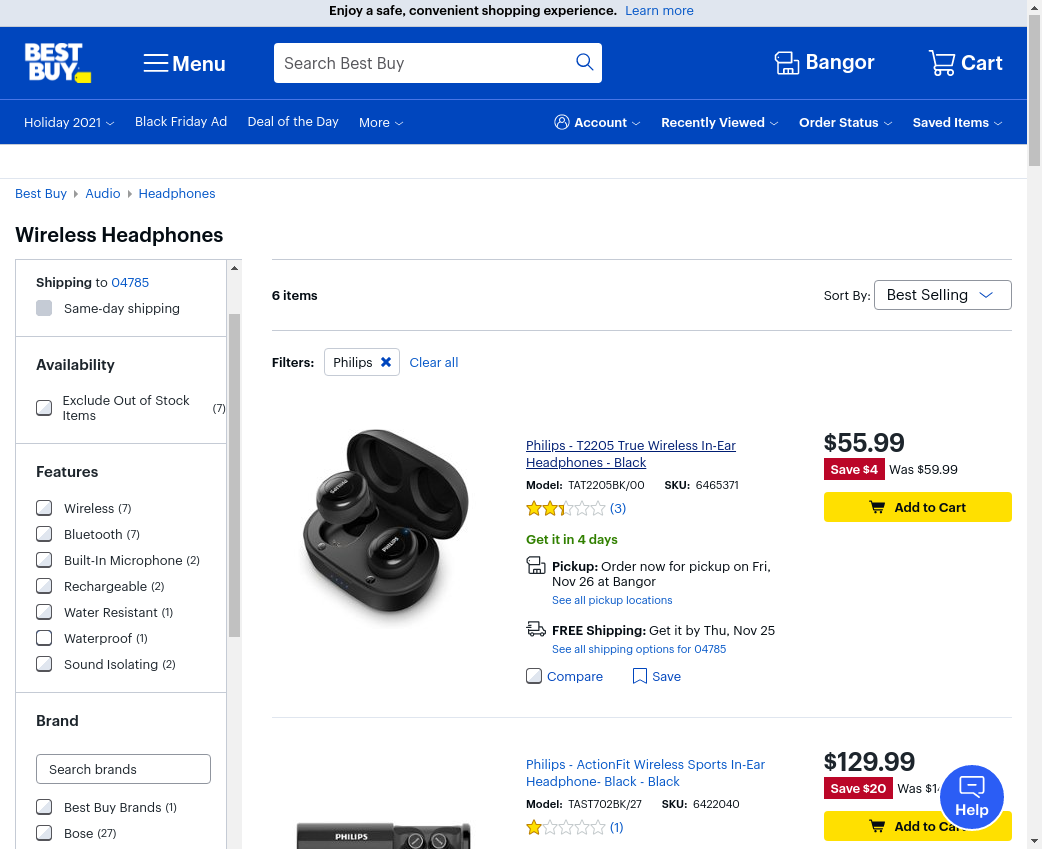 Enjoy a safe, convenient shopping experience. Learn more
BEST BUY
Menu
Search Best Buy
Bangor
Cart
Holiday 2021
Black Friday Ad
Deal of the Day
More
Account
Recently Viewed
Order Status
Saved Items
Best Buy
Audio
Headphones
Wireless Headphones
Shipping to 04785
Same-day shipping
Availability
Exclude Out of Stock
Items
(7)
Features
Wireless (7)
Bluetooth (7)
Built-In Microphone (2)
Rechargeable (2)
Water Resistant (1)
Waterproof (1)
Sound Isolating (2)
Brand
Search brands
Best Buy Brands (1)
Bose (27)
6 items
Sort By: Best Selling
Filters: Philips Clear all
PHILIPS
PHILIPS
Philips - T2205 True Wireless In-Ear
Headphones - Black
Model: TAT2205BK/00 SKU: 6465371
(3)
Get it in 4 days
Pickup: Order now for pickup on Fri,
Nov 26 at Bangor
See all pickup locations
FREE Shipping: Get it by Thu, Nov 25
See all shipping options for 04785
Compare
Save
$55.99
Save $4 Was $59.99
Add to Cart
PHILIPS
Philips - ActionFit Wireless Sports In-Ear
Headphone- Black - Black
Model: TAST702BK/27 SKU: 6422040
(1)
$129.99
Save $20 Was
Add to
Help